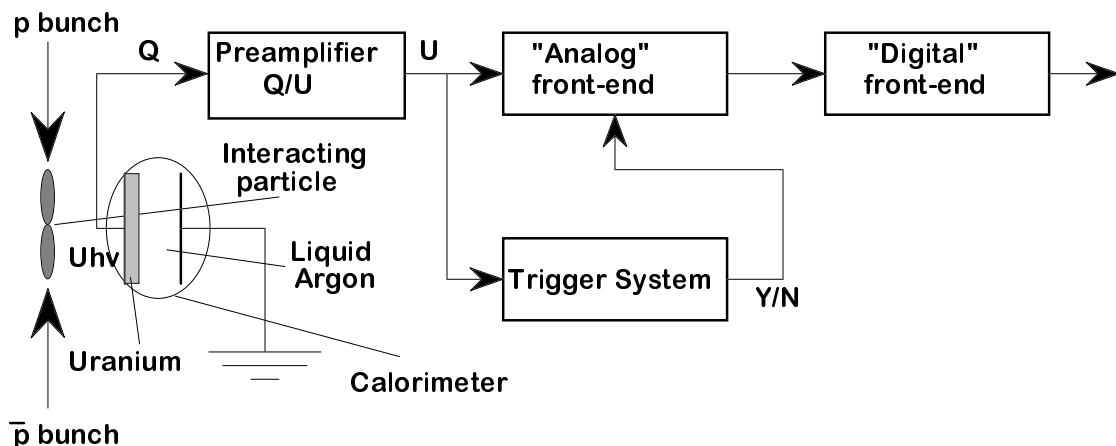 p bunch
Q
Preamplifier
Q/U
U
"Analog"
front-end
"Digital"
front-end
Interacting
particle
Uhv
Liquid
Argon
Trigger System
Y/N
Uranium
Calorimeter
p̅ bunch